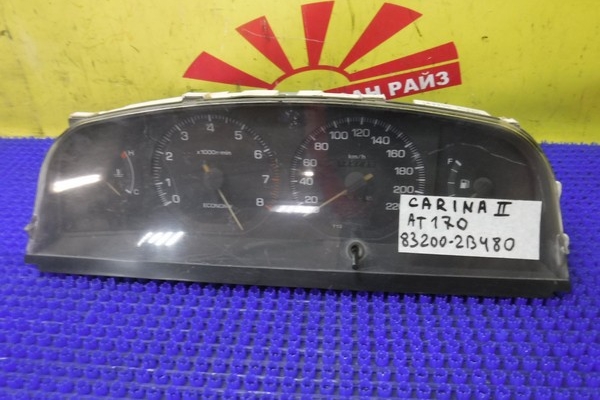 АН РАЙЗ
H
C
0 1 2 3 4 5 6 7 8
x1000r/min
ECONOMY
20 60 80 100 120 140 160 180 200 220
km/h
F
CARINA II
AT170
83200-2B480